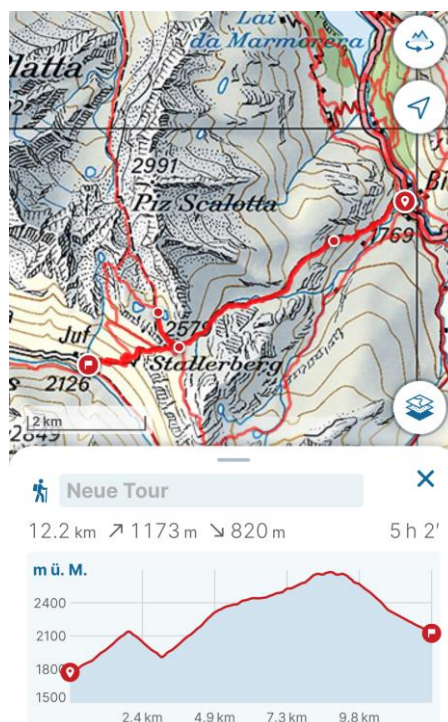 Lai
da Marmorera
latta
2991
Piz Scalotta
1769
2579
Juf
Stallerberg
2126
2 km
2849
Neue Tour
12.2 km ↗ 1173 m ↘ 820 m 5 h 2'
m ü. M.
2400
2100
1800
1500
2.4 km 4.9 km 7.3 km 9.8 km